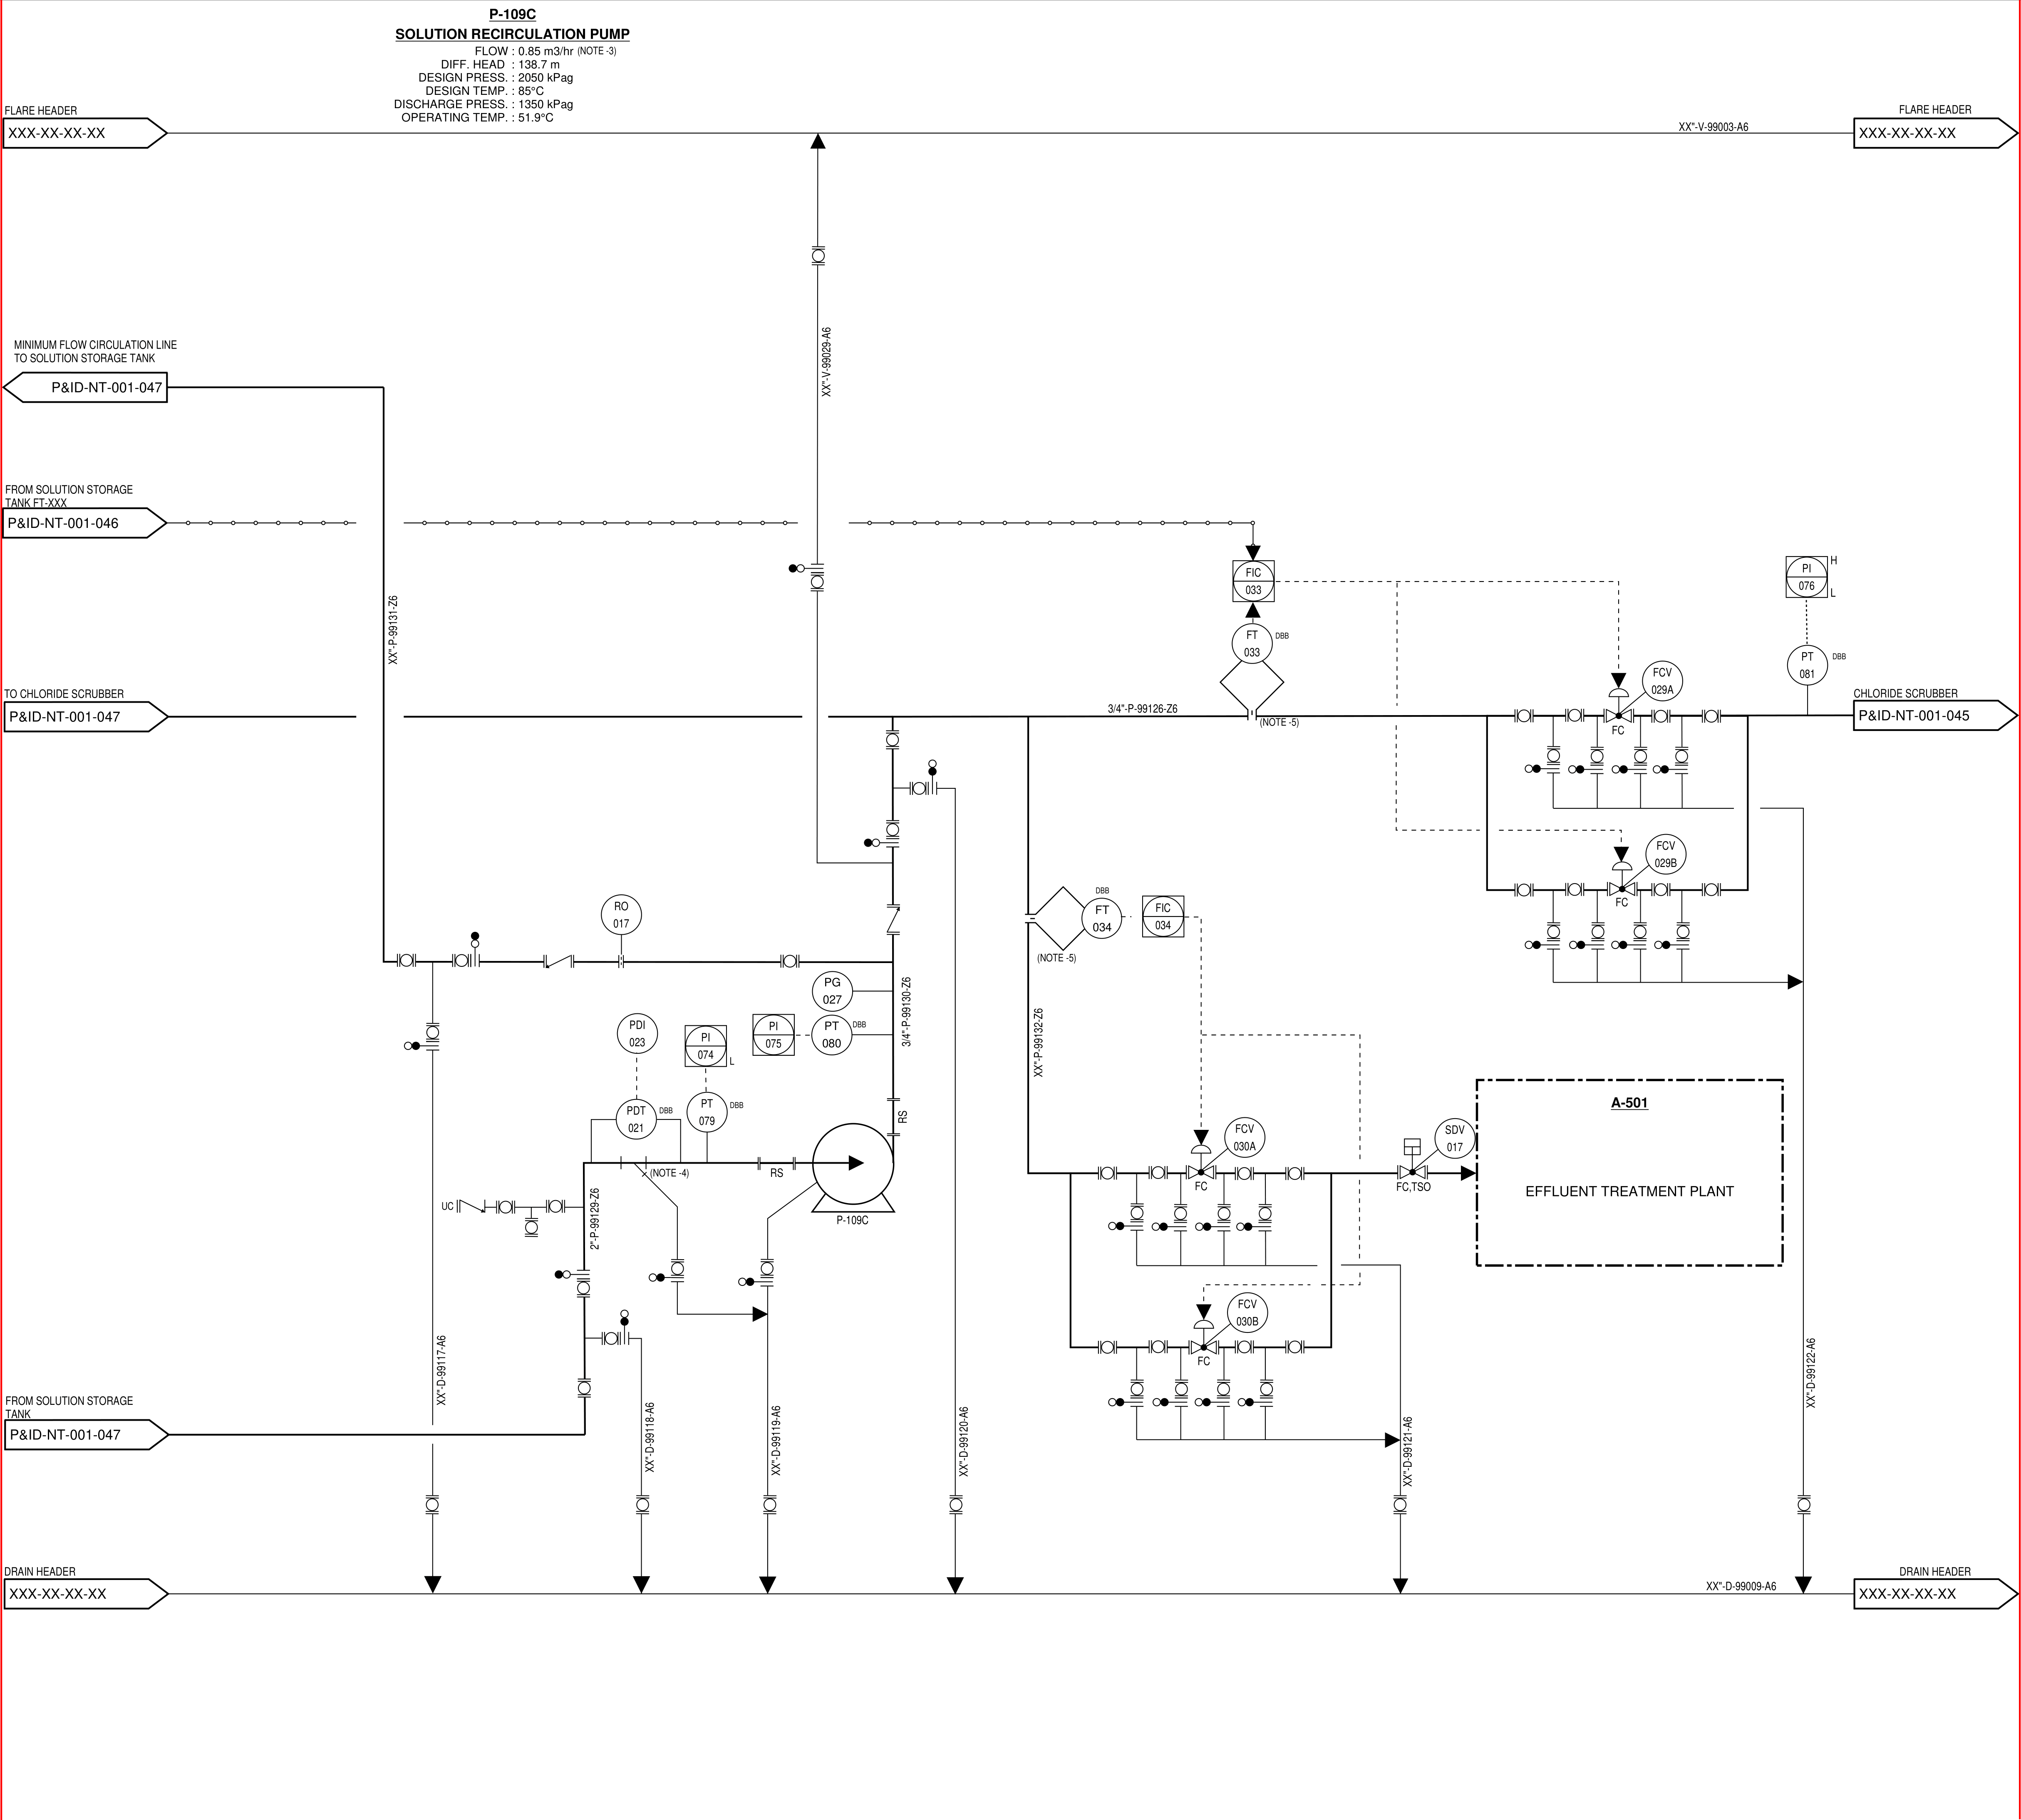 P-109C
SOLUTION RECIRCULATION PUMP
FLOW : 0.85 m3/hr (NOTE -3)
DIFF. HEAD : 138.7 m
DESIGN PRESS. : 2050 kPag
DESIGN TEMP. : 85°C
DISCHARGE PRESS. : 1350 kPag
OPERATING TEMP. : 51.9°C
FLARE HEADER
XXX-XX-XX-XX
XX"-V-99003-A6
FLARE HEADER
XXX-XX-XX-XX
XX"-V-99029-A6
MINIMUM FLOW CIRCULATION LINE
TO SOLUTION STORAGE TANK
P&ID-NT-001-047
FROM SOLUTION STORAGE
TANK FT-XXX
P&ID-NT-001-046
XX"-P-99131-Z6
FIC
033
FT
033
DBB
PI
076
H
L
PT
081
DBB
FCV
029A
TO CHLORIDE SCRUBBER
P&ID-NT-001-047
3/4"-P-99126-Z6
(NOTE -5)
FC
CHLORIDE SCRUBBER
P&ID-NT-001-045
FCV
029B
FC
RO
017
DBB
FT
034
FIC
034
(NOTE -5)
PG
027
3/4"-P-99130-Z6
PDI
023
PI
074
L
PI
075
PT
080
DBB
XX"-P-99132-Z6
PDT
021
DBB
PT
079
DBB
RS
(NOTE -4)
RS
P-109C
UC
2"-P-99129-Z6
FCV
030A
FC
SDV
017
FC,TSO
A-501
EFFLUENT TREATMENT PLANT
FCV
030B
FC
XX"-D-99117-A6
XX"-D-99118-A6
XX"-D-99119-A6
XX"-D-99120-A6
XX"-D-99121-A6
XX"-D-99122-A6
FROM SOLUTION STORAGE
TANK
P&ID-NT-001-047
DRAIN HEADER
XXX-XX-XX-XX
XX"-D-99009-A6
DRAIN HEADER
XXX-XX-XX-XX